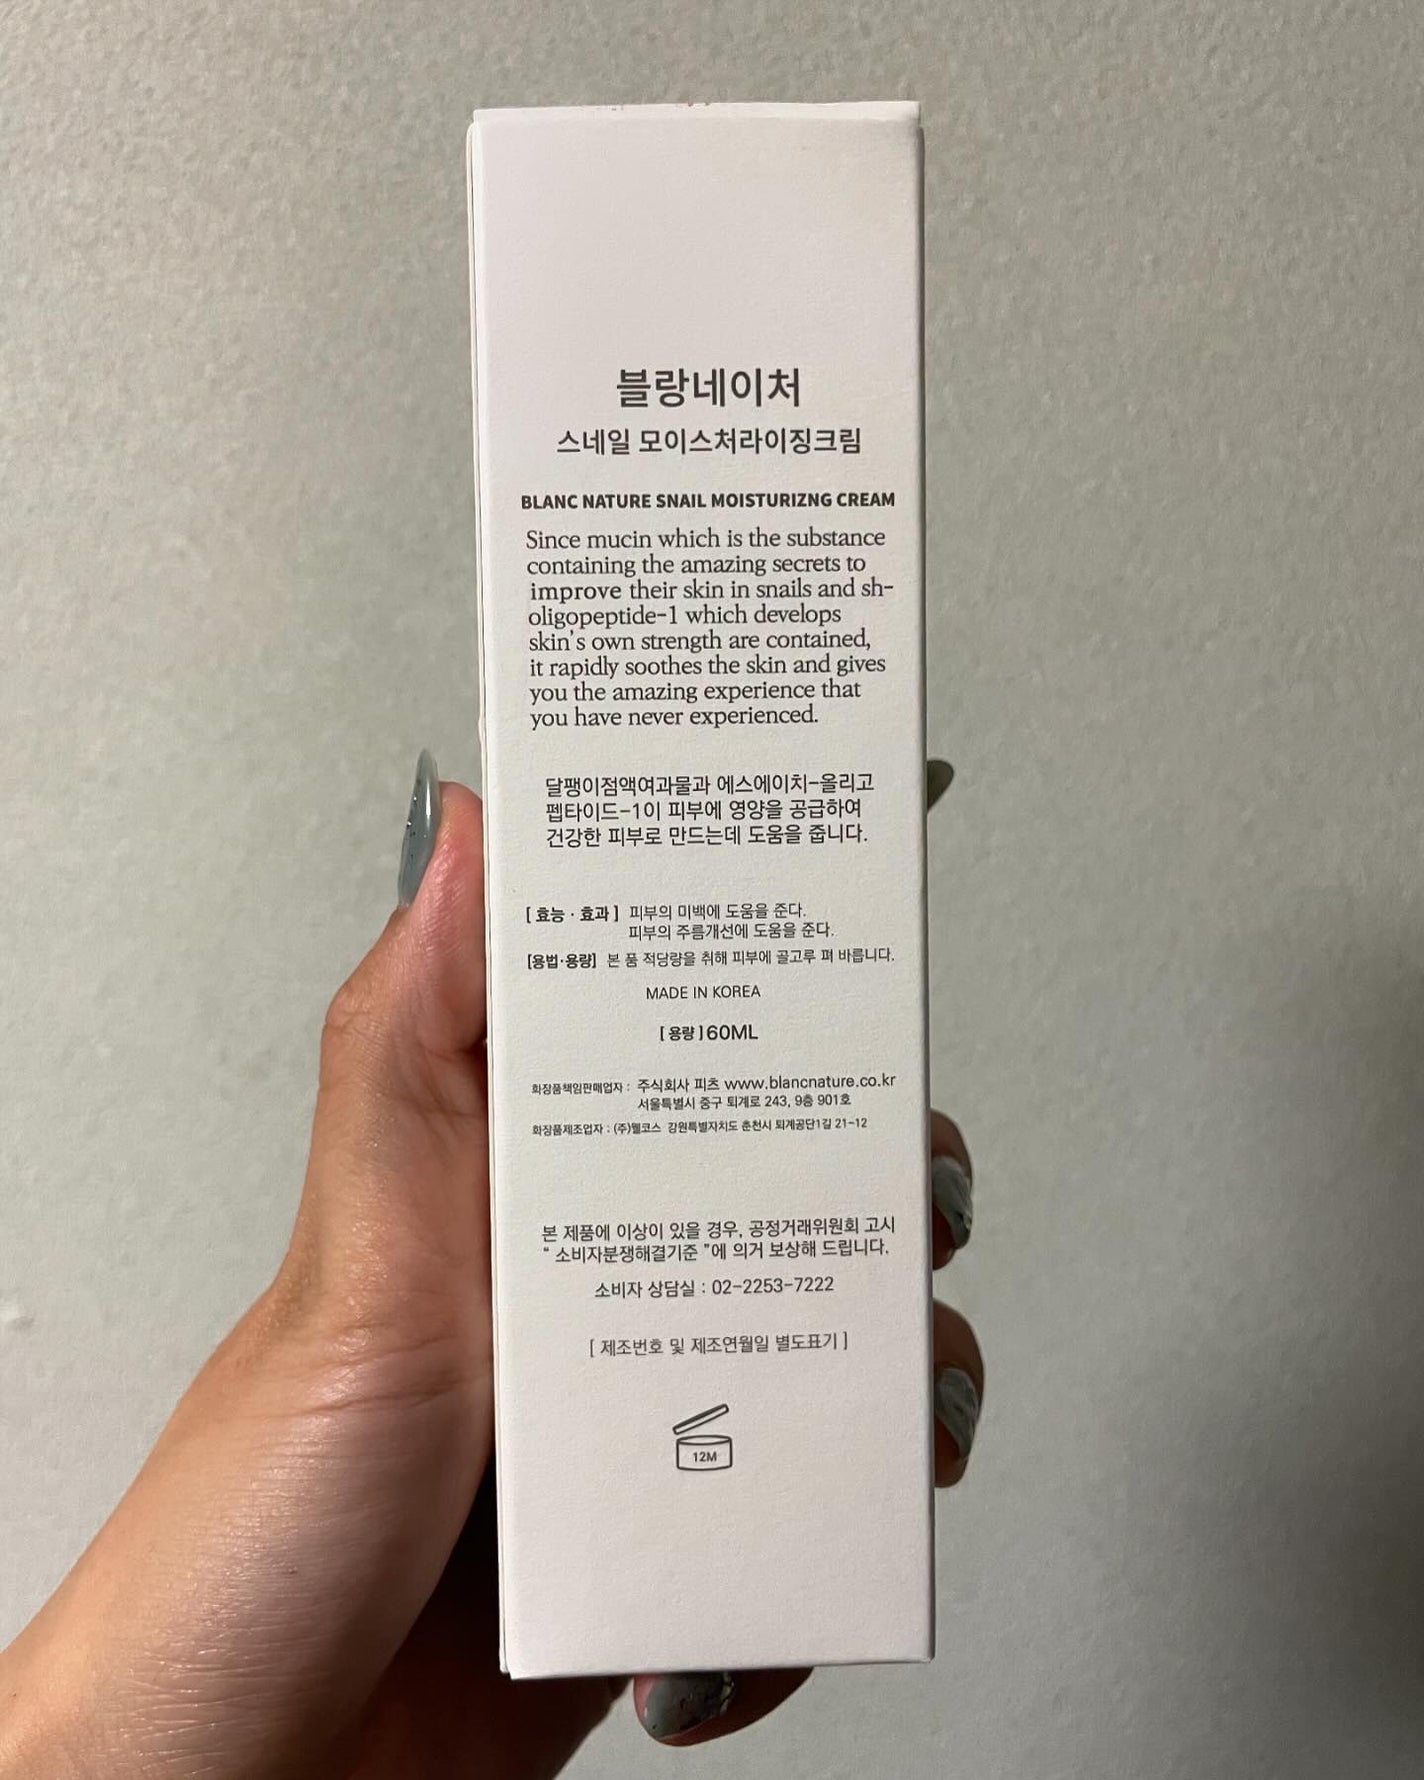 블랑네이처
스네일 모이스처라이징크림
BLANC NATURE SNAIL MOISTURIZNG CREAM
Since mucin which is the substance
containing the amazing secrets to
improve their skin in snails and sh-
oligopeptide-1 which develops
skin's own strength are contained,
it rapidly soothes the skin and gives
you the amazing experience that
you have never experienced.
달팽이점액여과물과 에스에이치-올리고
펩타이드-1이 피부에 영양을 공급하여
건강한 피부로 만드는데 도움을 줍니다.
[ 효능 · 효과 ] 피부의 미백에 도움을 준다.
피부의 주름개선에 도움을 준다.
[용법·용량] 본 품 적당량을 취해 피부에 골고루 펴 바릅니다.
MADE IN KOREA
[ 용량 ] 60ML
화장품책임판매업자 : 주식회사 피츠 www.blancnature.co.kr
서울특별시 중구 퇴계로 243, 9층 901호
화장품제조업자 : (주)웰코스 강원특별자치도 춘천시 퇴계공단1길 21-12
본 제품에 이상이 있을 경우, 공정거래위원회 고시
“ 소비자분쟁해결기준 ”에 의거 보상해 드립니다.
소비자 상담실 : 02-2253-7222
[ 제조번호 및 제조연월일 별도표기 ]
12M